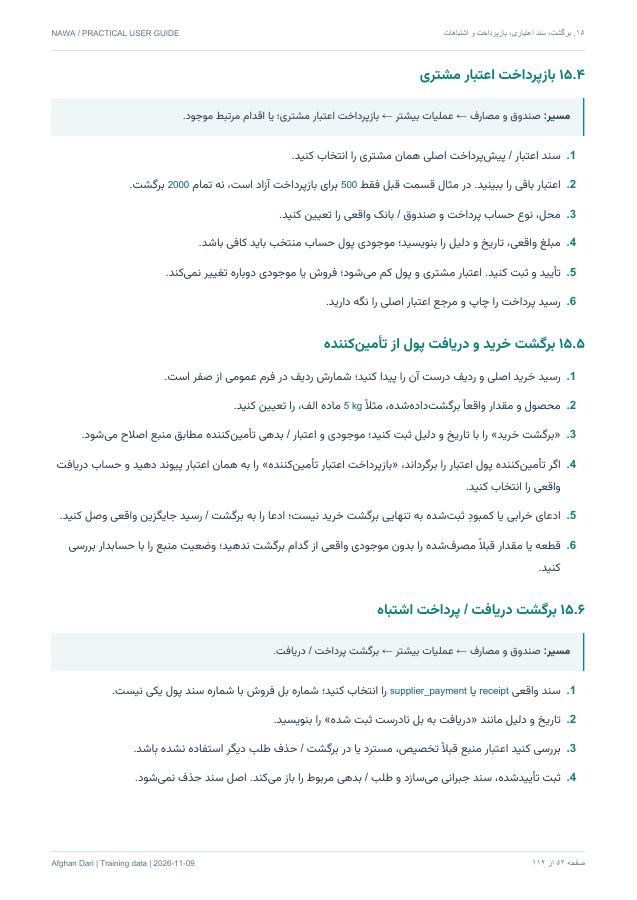 NAWA / PRACTICAL USER GUIDE
۱۵. برگشت، سند اعتباری، بازپرداخت و اشتباهات
۱۵.۴ بازپرداخت اعتبار مشتری
مسیر: صندوق و مصارف ← عملیات بیشتر ← بازپرداخت اعتبار مشتری؛ یا اقدام مرتبط موجود.
1. سند اعتبار / پیش‌پرداخت اصلی همان مشتری را انتخاب کنید.
2. اعتبار باقی را ببینید. در مثال قسمت قبل فقط 500 برای بازپرداخت آزاد است، نه تمام 2000 برگشت.
3. محل، نوع حساب پرداخت و صندوق / بانک واقعی را تعیین کنید.
4. مبلغ واقعی، تاریخ و دلیل را بنویسید؛ موجودی پول حساب منتخب باید کافی باشد.
5. تأیید و ثبت کنید. اعتبار مشتری و پول کم می‌شود؛ فروش یا موجودی دوباره تغییر نمی‌کند.
6. رسید پرداخت را چاپ و مرجع اعتبار اصلی را نگه دارید.
۱۵.۵ برگشت خرید و دریافت پول از تأمین‌کننده
1. رسید خرید اصلی و ردیف درست آن را پیدا کنید؛ شمارش ردیف در فرم عمومی از صفر است.
2. محصول و مقدار واقعاً برگشت‌داده‌شده، مثلاً 5 kg ماده الف، را تعیین کنید.
3. «برگشت خرید» را با تاریخ و دلیل ثبت کنید؛ موجودی و اعتبار / بدهی تأمین‌کننده مطابق منبع اصلاح می‌شود.
4. اگر تأمین‌کننده پول اعتبار را برگرداند، «بازپرداخت اعتبار تأمین‌کننده» را به همان اعتبار پیوند دهید و حساب دریافت
واقعی را انتخاب کنید.
5. ادعای خرابی یا کمبودِ ثبت‌شده به تنهایی برگشت خرید نیست؛ ادعا را به برگشت / رسید جایگزین واقعی وصل کنید.
6. قطعه یا مقدار قبلاً مصرف‌شده را بدون موجودی واقعی از گدام برگشت ندهید؛ وضعیت منبع را با حسابدار بررسی
کنید.
۱۵.۶ برگشت دریافت / پرداخت اشتباه
مسیر: صندوق و مصارف ← عملیات بیشتر ← برگشت پرداخت / دریافت.
1. سند واقعی receipt یا supplier_payment را انتخاب کنید؛ شماره بل فروش با شماره سند پول یکی نیست.
2. تاریخ و دلیل مانند «دریافت به بل نادرست ثبت شده» را بنویسید.
3. بررسی کنید اعتبار منبع قبلاً تخصیص، مسترد یا در برگشت / حذف طلب دیگر استفاده نشده باشد.
4. ثبت تأییدشده، سند جبرانی می‌سازد و طلب / بدهی مربوط را باز می‌کند. اصل سند حذف نمی‌شود.
Afghan Dari | Training data | 2026-11-09
صفحه ۵۲ از ۱۱۲